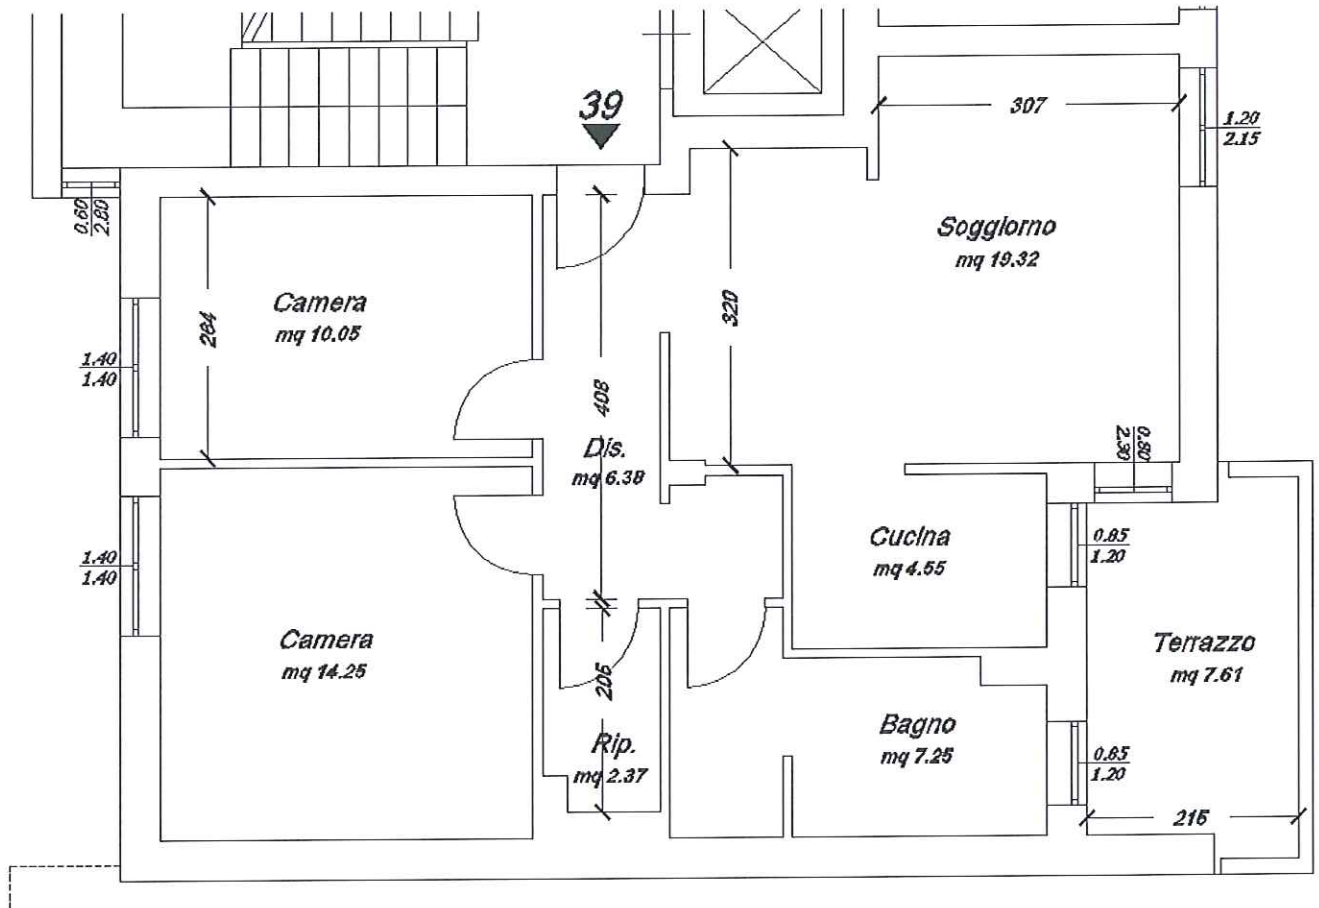 39
307
1.20
2.15
0.60
2.80
Soggiorno
mq 19.32
Camera
mq 10.05
264
320
1.40
1.40
408
Dis.
mq 6.38
0.80
2.30
Cucina
mq 4.55
0.85
1.20
1.40
1.40
Camera
mq 14.25
Terrazzo
mq 7.61
206
Rip.
mq 2.37
Bagno
mq 7.25
0.85
1.20
215